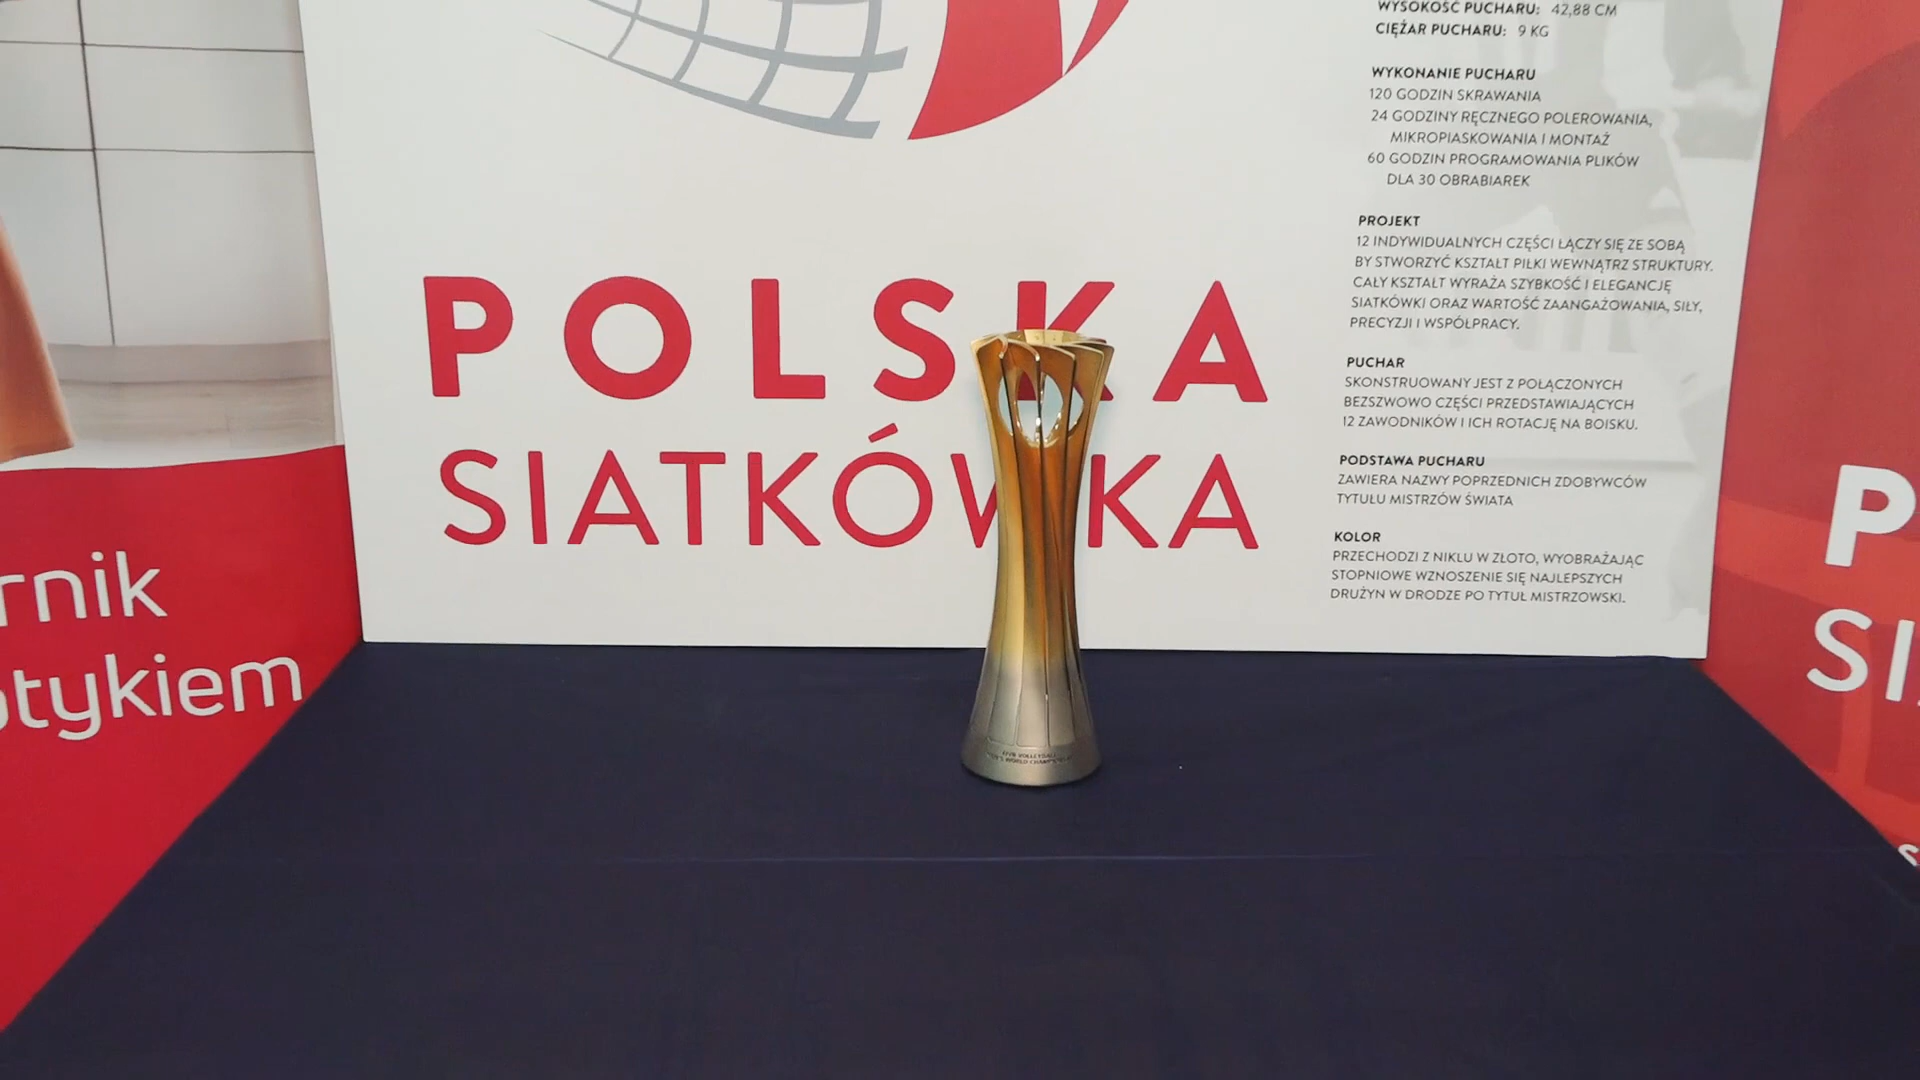 POLSKA
SIATKÓWKA
WYSOKOŚĆ PUCHARU: 42,88 CM
CIĘŻAR PUCHARU: 9 KG
WYKONANIE PUCHARU
120 GODZIN SKRAWANIA
24 GODZINY RĘCZNEGO POLEROWANIA,
MIKROPIASKOWANIA I MONTAŻ
60 GODZIN PROGRAMOWANIA PLIKÓW
DLA 30 OBRABIAREK
PROJEKT
12 INDYWIDUALNYCH CZĘŚCI ŁĄCZY SIĘ ZE SOBĄ
BY STWORZYĆ KSZTAŁT PIŁKI WEWNĄTRZ STRUKTURY.
CAŁY KSZTAŁT WYRAŻA SZYBKOŚĆ I ELEGANCJĘ
SIATKÓWKI ORAZ WARTOŚĆ ZAANGAŻOWANIA, SIŁY,
PRECYZJI I WSPÓŁPRACY.
PUCHAR
SKONSTRUOWANY JEST Z POŁĄCZONYCH
BEZSZWOWO CZĘŚCI PRZEDSTAWIAJĄCYCH
12 ZAWODNIKÓW I ICH ROTACJĘ NA BOISKU.
PODSTAWA PUCHARU
ZAWIERA NAZWY POPRZEDNICH ZDOBYWCÓW
TYTUŁU MISTRZÓW ŚWIATA
KOLOR
PRZECHODZI Z NIKLU W ZŁOTO, WYOBRAŻAJĄC
STOPNIOWE WZNOSZENIE SIĘ NAJLEPSZYCH
DRUŻYN W DRODZE PO TYTUŁ MISTRZOWSKI.
rnik
otykiem
P
SI
FIVB VOLLEYBALL
WORLD